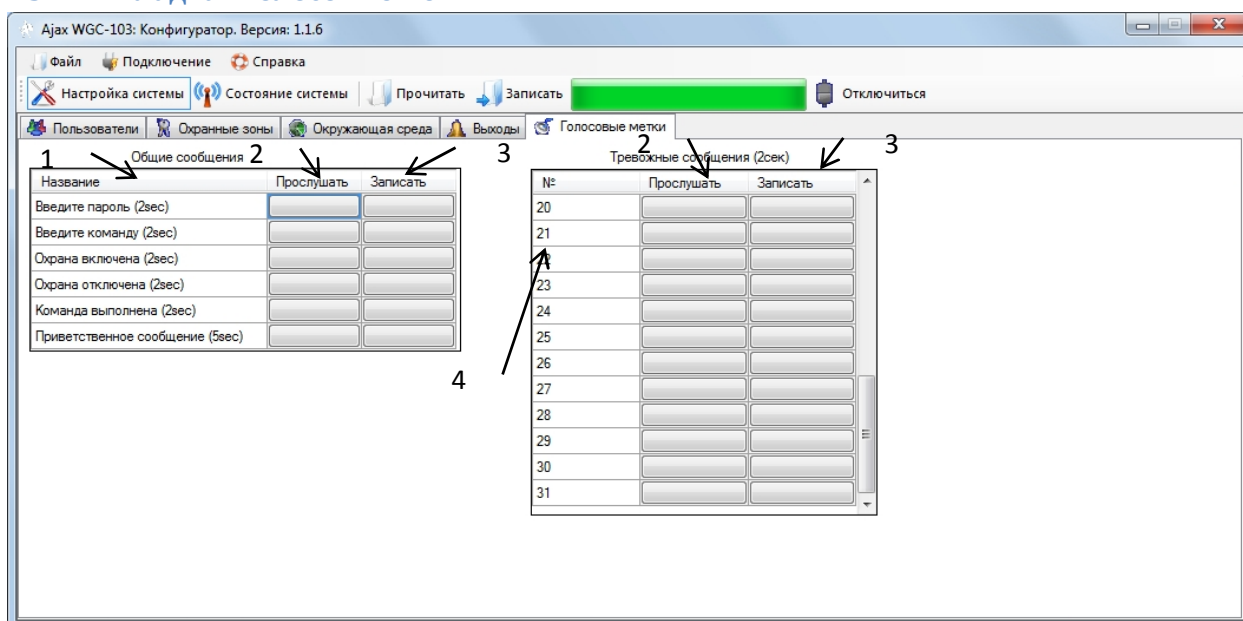 Ajax WGC-103: Конфигуратор. Версия: 1.1.6
Файл Подключение Справка
Настройка системы Состояние системы Прочитать Записать Отключиться
Пользователи Охранные зоны Окружающая среда Выходы Голосовые метки
1 Общие сообщения 2 3
Название Прослушать Записать
Введите пароль (2sec)
Введите команду (2sec)
Охрана включена (2sec)
Охрана отключена (2sec)
Команда выполнена (2sec)
Приветственное сообщение (5sec)
2 3
Тревожные сообщения (2сек)
№ Прослушать Записать
20
21
22
23
24
25
26
27
28
29
30
31
4